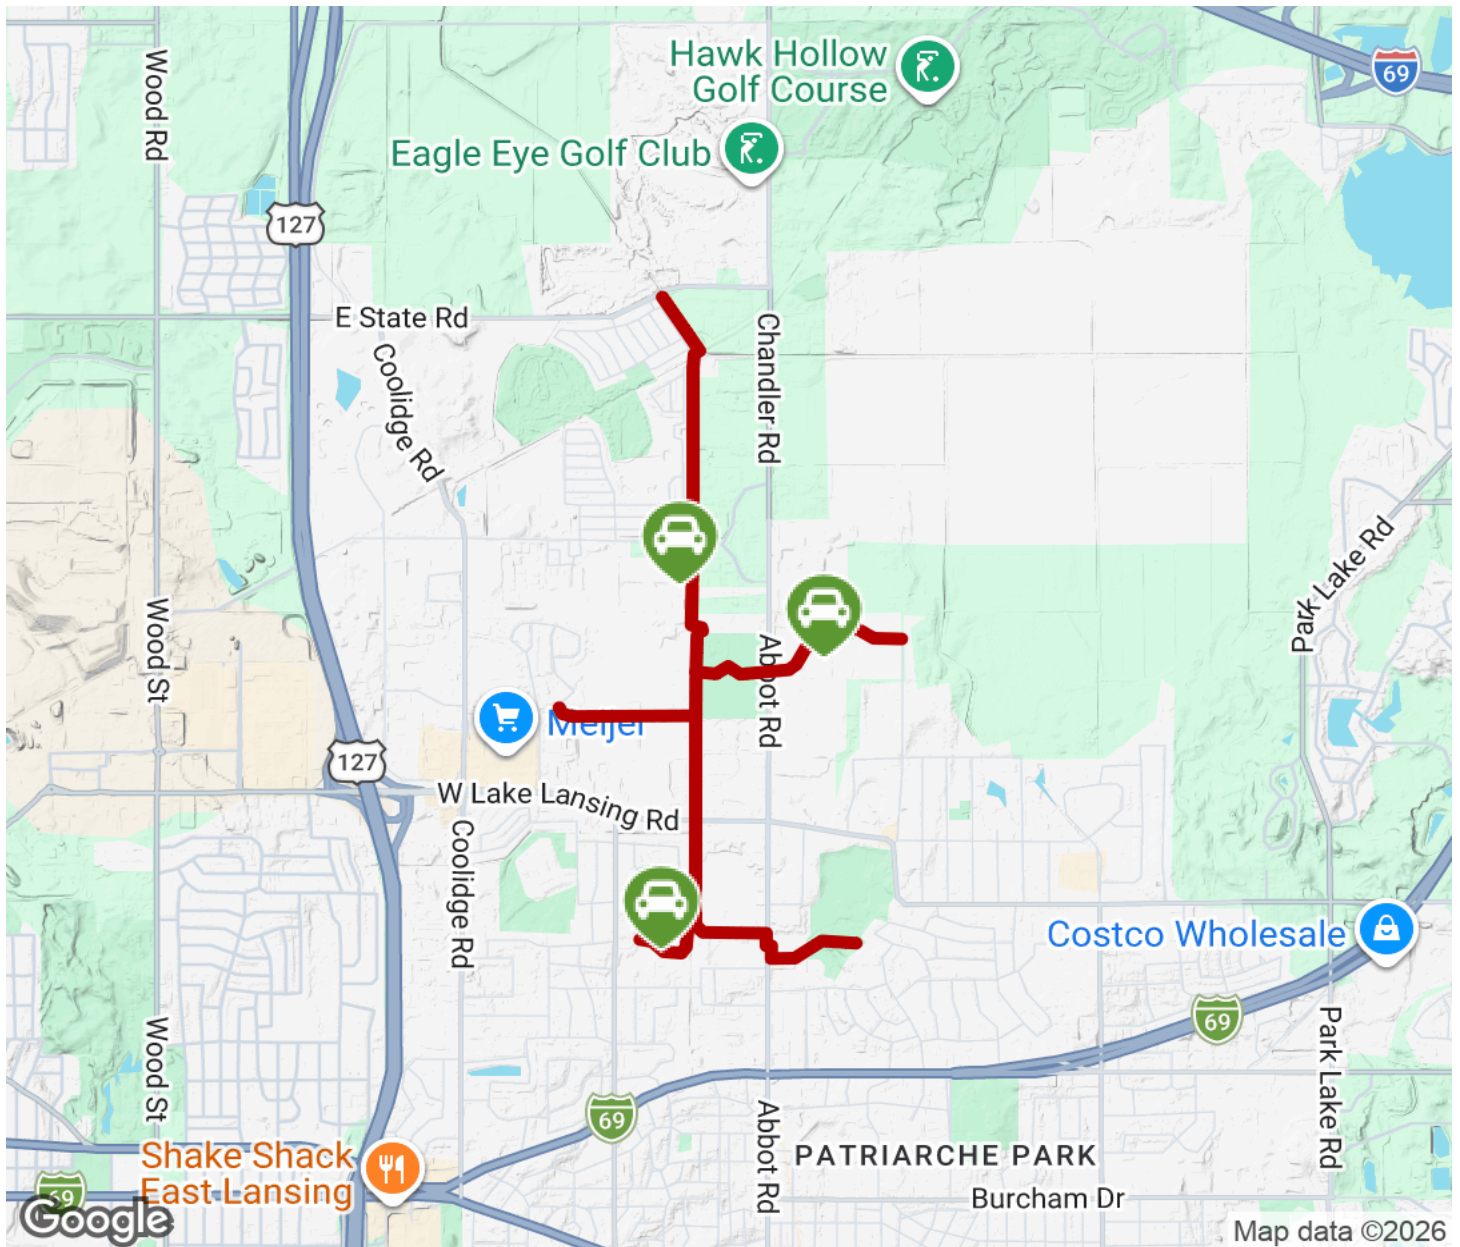 Hawk Hollow
Golf Course
69
Wood Rd
Eagle Eye Golf Club
127
E State Rd
Chandler Rd
Coolidge Rd
Park Lake Rd
Wood St
Abbot Rd
Meijer
127
W Lake Lansing Rd
Coolidge Rd
Costco Wholesale
69
Wood St
Park Lake Rd
69
Abbot Rd
Shake Shack
East Lansing
PATRIARCHE PARK
Burcham Dr
69
Google
Map data ©2026